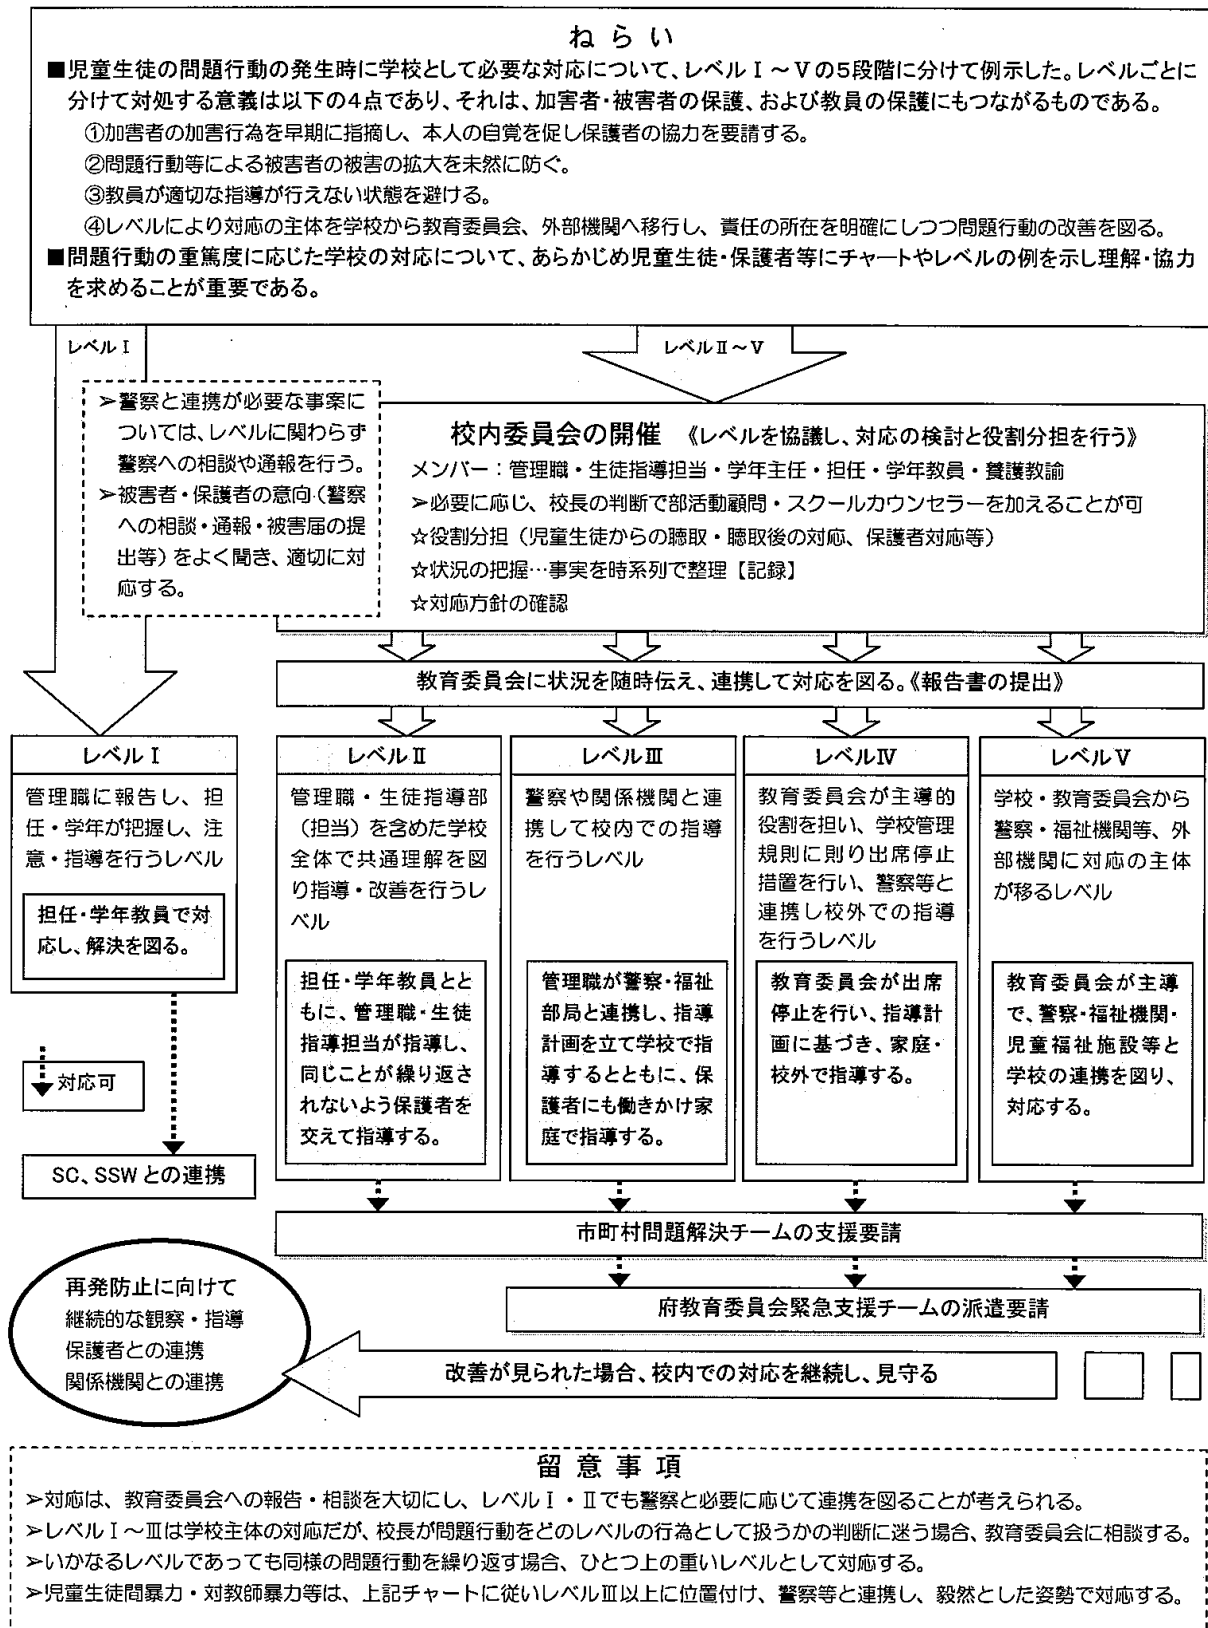 ねらい
■児童生徒の問題行動の発生時に学校として必要な対応について、レベルⅠ～Ⅴの5段階に分けて例示した。レベルごとに
分けて対処する意義は以下の4点であり、それは、加害者・被害者の保護、および教員の保護にもつながるものである。
①加害者の加害行為を早期に指摘し、本人の自覚を促し保護者の協力を要請する。
②問題行動等による被害者の被害の拡大を未然に防ぐ。
③教員が適切な指導が行えない状態を避ける。
④レベルにより対応の主体を学校から教育委員会、外部機関へ移行し、責任の所在を明確にしつつ問題行動の改善を図る。
■問題行動の重篤度に応じた学校の対応について、あらかじめ児童生徒・保護者等にチャートやレベルの例を示し理解・協力
を求めることが重要である。
レベルⅠ
レベルⅡ～Ⅴ
➢警察と連携が必要な事案に
ついては、レベルに関わらず
警察への相談や通報を行う。
➢被害者・保護者の意向（警察
への相談・通報・被害届の提
出等）をよく聞き、適切に対
応する。
校内委員会の開催 《レベルを協議し、対応の検討と役割分担を行う》
メンバー：管理職・生徒指導担当・学年主任・担任・学年教員・養護教諭
➢必要に応じ、校長の判断で部活動顧問・スクールカウンセラーを加えることが可
☆役割分担（児童生徒からの聴取・聴取後の対応、保護者対応等）
☆状況の把握…事実を時系列で整理【記録】
☆対応方針の確認
教育委員会に状況を随時伝え、連携して対応を図る。《報告書の提出》
レベルⅠ
管理職に報告し、担
任・学年が把握し、注
意・指導を行うレベル
担任・学年教員で対
応し、解決を図る。
レベルⅡ
管理職・生徒指導部
（担当）を含めた学校
全体で共通理解を図
り指導・改善を行うレ
ベル
担任・学年教員とと
もに、管理職・生徒
指導担当が指導し、
同じことが繰り返さ
れないよう保護者を
交えて指導する。
レベルⅢ
警察や関係機関と連
携して校内での指導
を行うレベル
管理職が警察・福祉
部局と連携し、指導
計画を立て学校で指
導するとともに、保
護者にも働きかけ家
庭で指導する。
レベルⅣ
教育委員会が主導的
役割を担い、学校管理
規則に則り出席停止
措置を行い、警察等と
連携し校外での指導
を行うレベル
教育委員会が出席
停止を行い、指導計
画に基づき、家庭・
校外で指導する。
レベルⅤ
学校・教育委員会から
警察・福祉機関等、外
部機関に対応の主体
が移るレベル
教育委員会が主導
で、警察・福祉機関・
児童福祉施設等と
学校の連携を図り、
対応する。
対応可
SC、SSWとの連携
市町村問題解決チームの支援要請
府教育委員会緊急支援チームの派遣要請
再発防止に向けて
継続的な観察・指導
保護者との連携
関係機関との連携
改善が見られた場合、校内での対応を継続し、見守る
留意事項
➢対応は、教育委員会への報告・相談を大切にし、レベルⅠ・Ⅱでも警察と必要に応じて連携を図ることが考えられる。
➢レベルⅠ～Ⅲは学校主体の対応だが、校長が問題行動をどのレベルの行為として扱うかの判断に迷う場合、教育委員会に相談する。
➢いかなるレベルであっても同様の問題行動を繰り返す場合、ひとつ上の重いレベルとして対応する。
➢児童生徒間暴力・対教師暴力等は、上記チャートに従いレベルⅢ以上に位置付け、警察等と連携し、毅然とした姿勢で対応する。